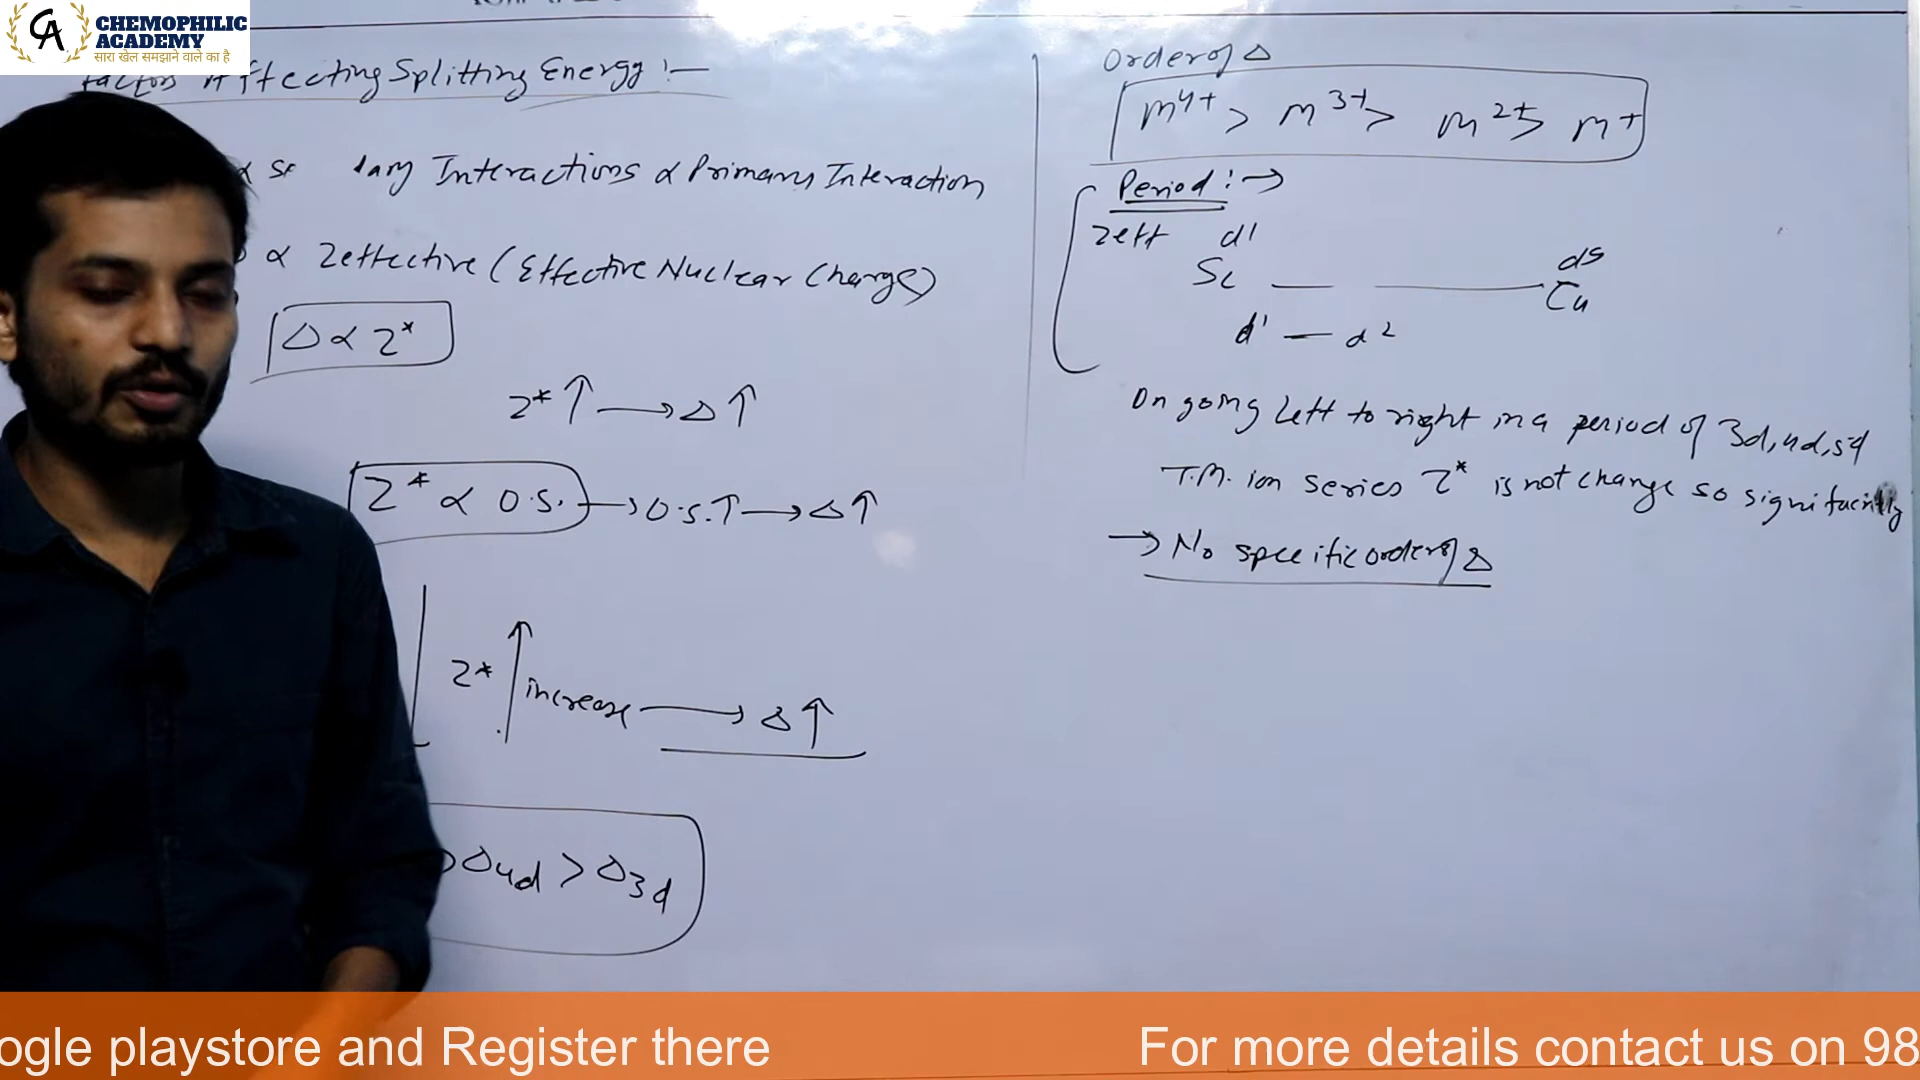 CHEMOPHILIC
ACADEMY
सारा खेल समझाने वाले का है
Factors Affecting Splitting Energy :-
Interactions α Primary Interaction
α Zeffective (Effective Nuclear Charge)
Δ α Z*
Z* ↑ → Δ ↑
Z* α O.S. → O.S. ↑ → Δ ↑
Z* ↑ increase → Δ ↑
Δ4d > Δ3d
Order of Δ
M4+ > M3+ > M2+ > M+
Period :→
Zeff d1
Sc d5
Cu
d1 — d2
On going Left to right in a period of 3d, 4d, 5d
T.M. ion series Z* is not change so
→ No specific order of Δ
ogle playstore and Register there
For more details contact us on 98